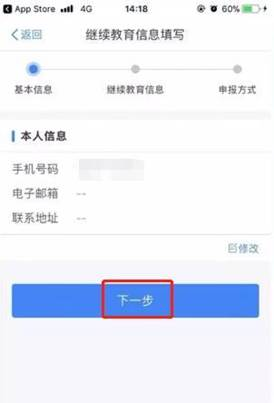 App Store 4G 14:18 60%
返回 继续教育信息填写
基本信息 继续教育信息 申报方式
本人信息
手机号码
电子邮箱 --
联系地址 --
修改
下一步